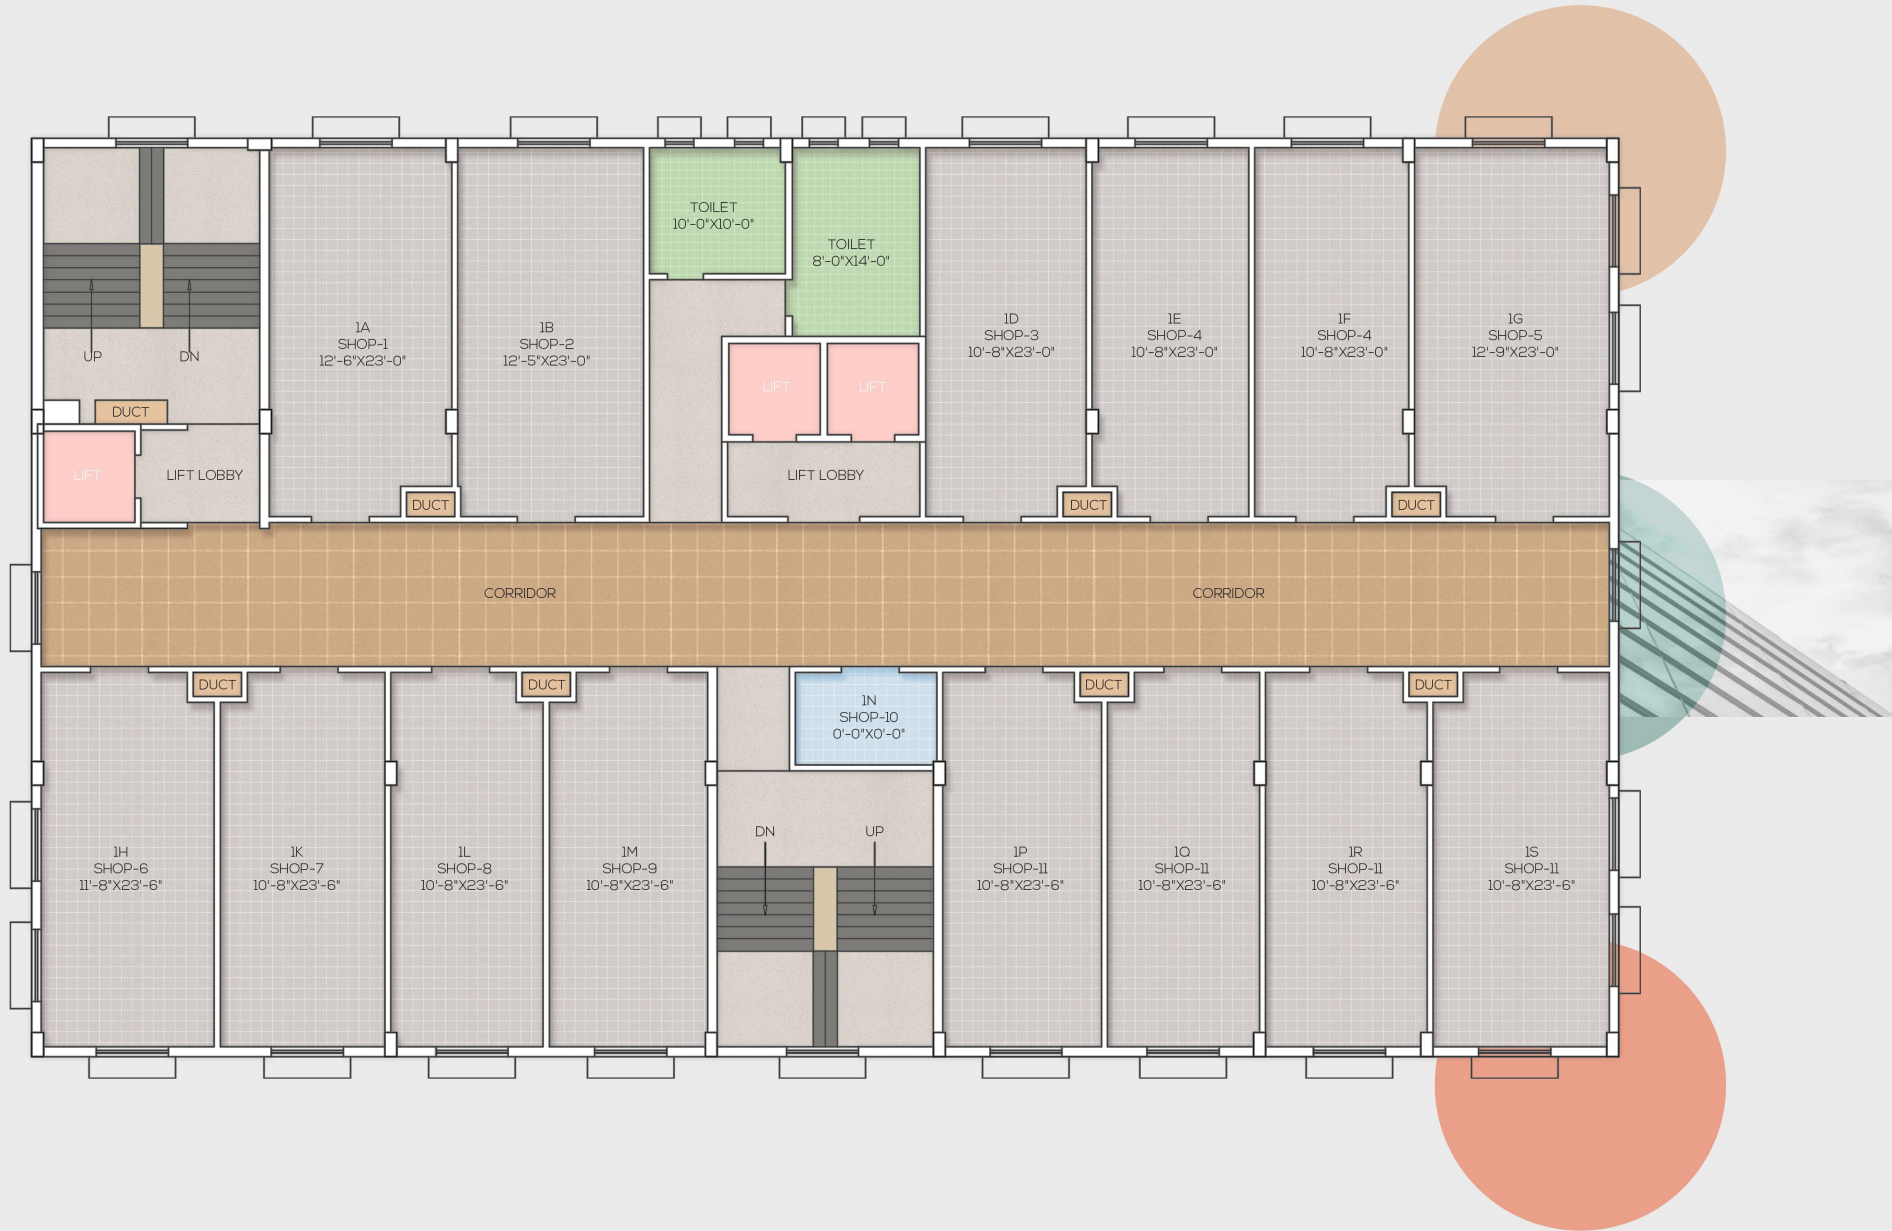 TOILET
10'-0"X10'-0"
TOILET
8'-0"X14'-0"
UP
DN
1A
SHOP-1
12'-6"X23'-0"
1B
SHOP-2
12'-5"X23'-0"
1D
SHOP-3
10'-8"X23'-0"
1E
SHOP-4
10'-8"X23'-0"
1F
SHOP-4
10'-8"X23'-0"
1G
SHOP-5
12'-9"X23'-0"
DUCT
LIFT
LIFT
LIFT
LIFT LOBBY
LIFT LOBBY
DUCT
DUCT
DUCT
CORRIDOR
CORRIDOR
DUCT
DUCT
DUCT
DUCT
1N
SHOP-10
0'-0"X0'-0"
DN
UP
1H
SHOP-6
11'-8"X23'-6"
1K
SHOP-7
10'-8"X23'-6"
1L
SHOP-8
10'-8"X23'-6"
1M
SHOP-9
10'-8"X23'-6"
1P
SHOP-11
10'-8"X23'-6"
1Q
SHOP-11
10'-8"X23'-6"
1R
SHOP-11
10'-8"X23'-6"
1S
SHOP-11
10'-8"X23'-6"